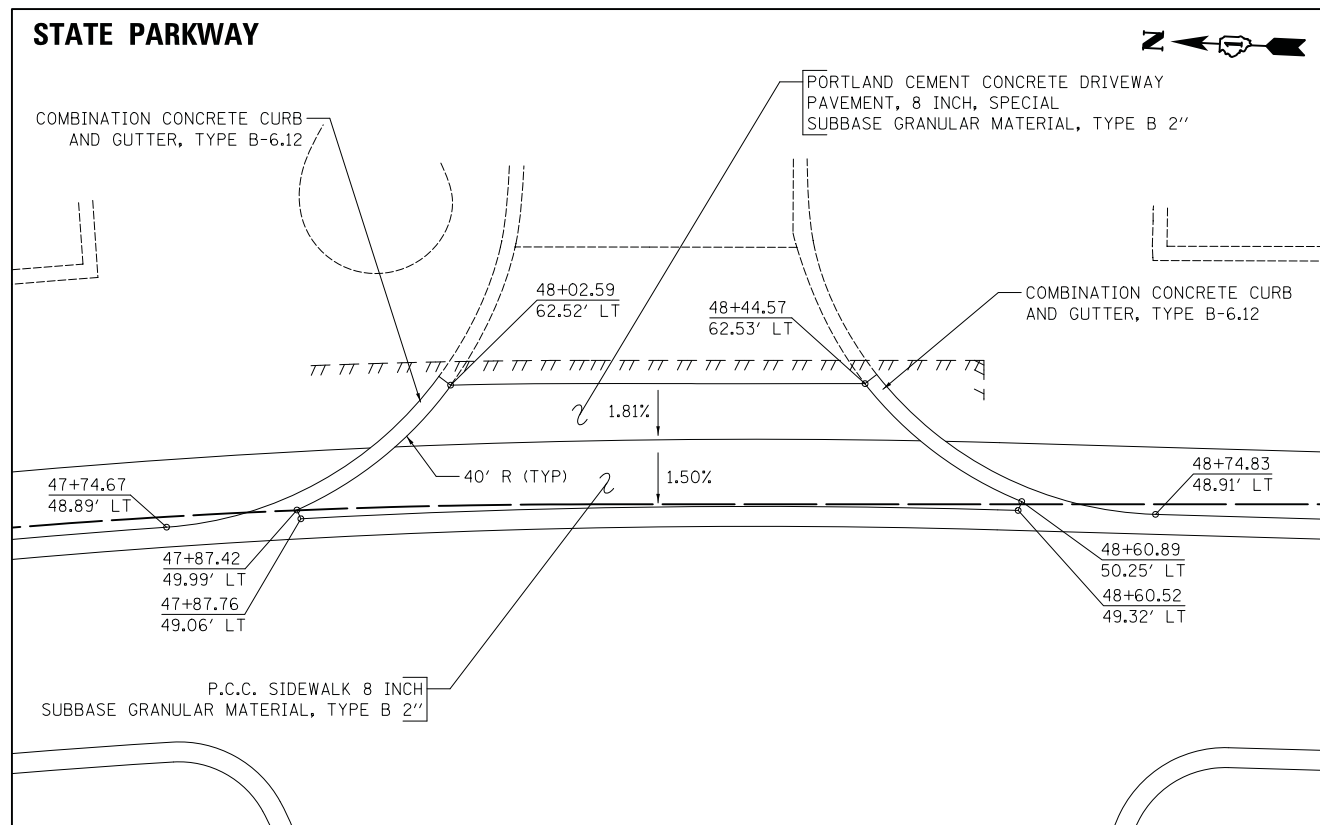 STATE PARKWAY
N
1
PORTLAND CEMENT CONCRETE DRIVEWAY
PAVEMENT, 8 INCH, SPECIAL
SUBBASE GRANULAR MATERIAL, TYPE B 2''
COMBINATION CONCRETE CURB
AND GUTTER, TYPE B-6.12
48+02.59
62.52' LT
48+44.57
62.53' LT
COMBINATION CONCRETE CURB
AND GUTTER, TYPE B-6.12
1.81%
40' R (TYP)
1.50%
47+74.67
48.89' LT
48+74.83
48.91' LT
47+87.42
49.99' LT
47+87.76
49.06' LT
48+60.89
50.25' LT
48+60.52
49.32' LT
P.C.C. SIDEWALK 8 INCH
SUBBASE GRANULAR MATERIAL, TYPE B 2''